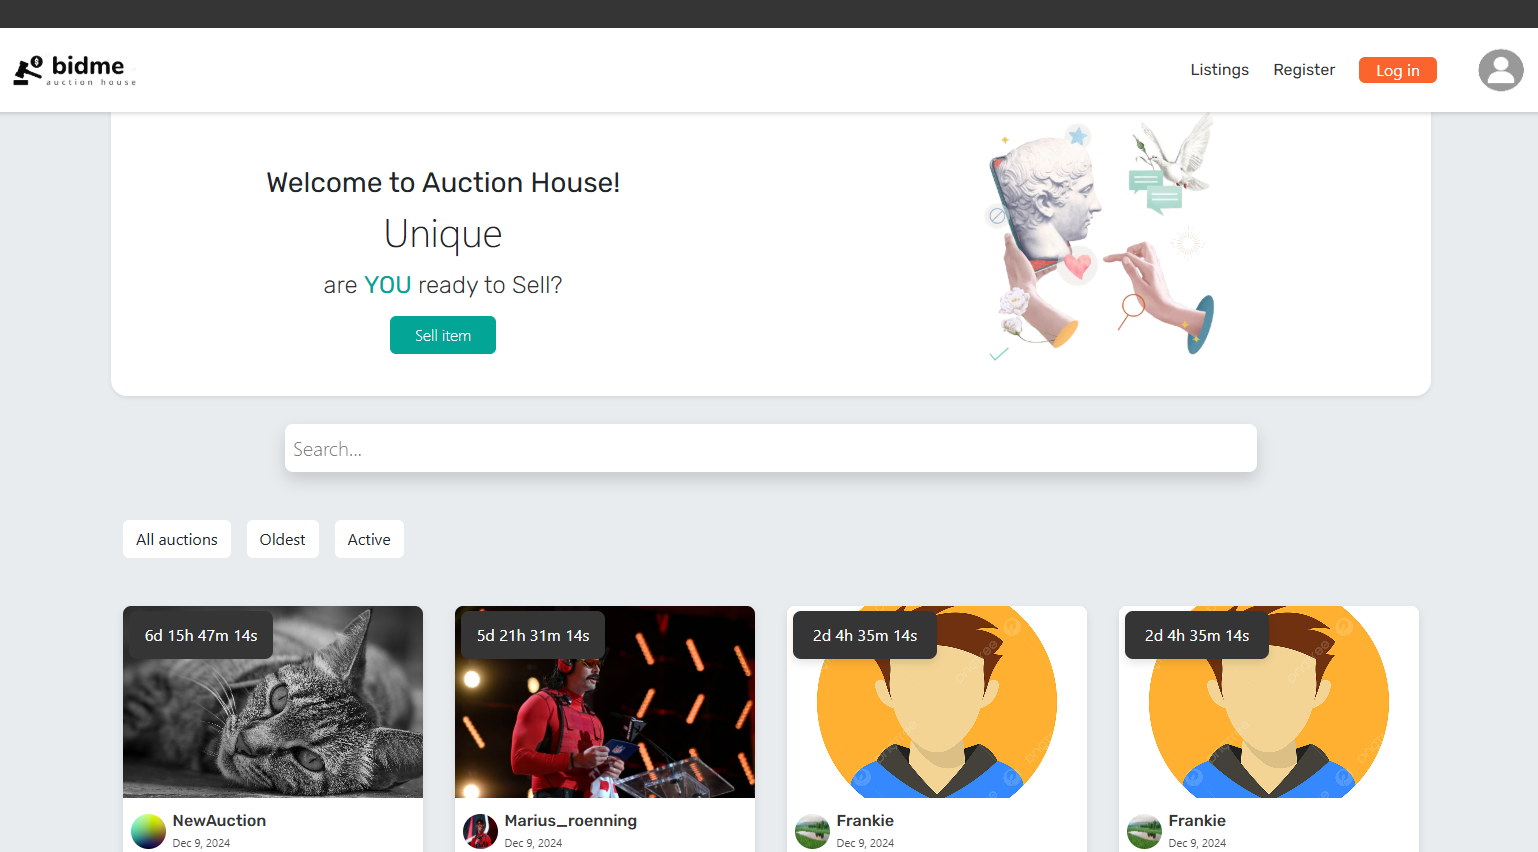 bidme
auction house
Listings
Register
Log in
Welcome to Auction House!
Unique
are YOU ready to Sell?
Sell item
Search...
All auctions
Oldest
Active
6d 15h 47m 14s
5d 21h 31m 14s
2d 4h 35m 14s
2d 4h 35m 14s
NewAuction
Dec 9, 2024
Marius_roenning
Dec 9, 2024
Frankie
Dec 9, 2024
Frankie
Dec 9, 2024